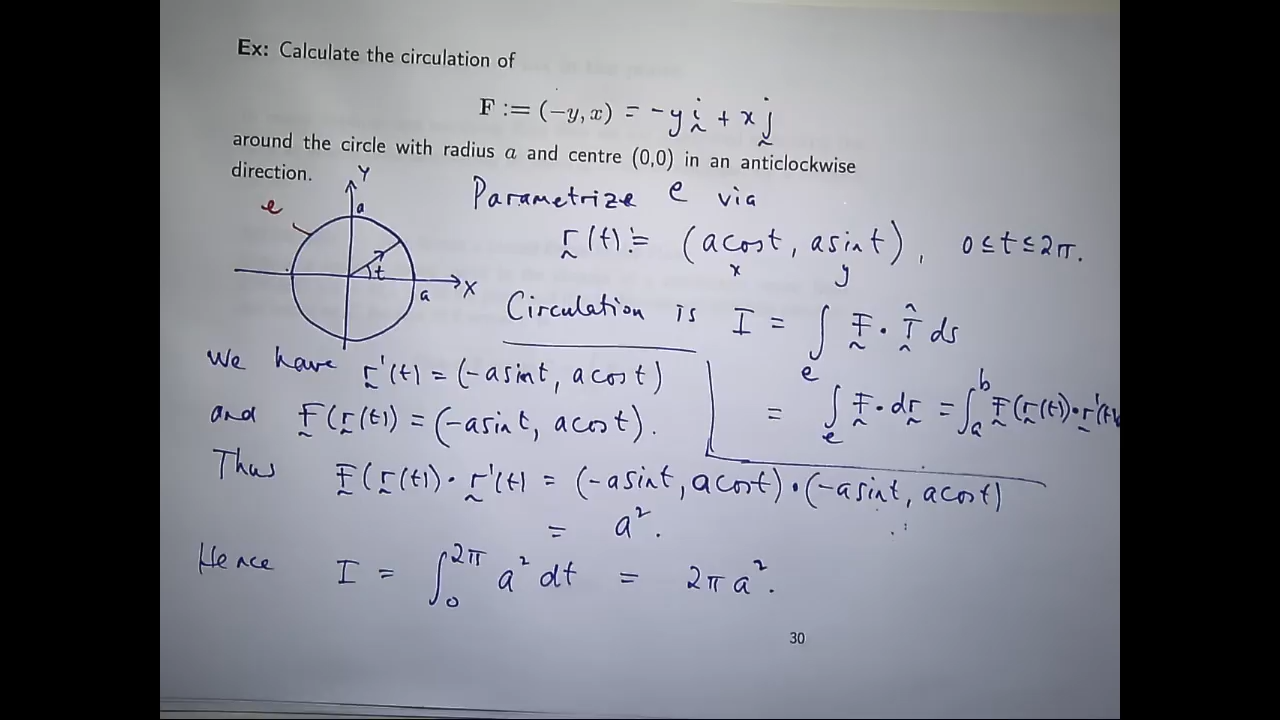 Ex: Calculate the circulation of
F := (−y, x) = −y i + x j
around the circle with radius a and centre (0,0) in an anticlockwise
direction.
Y
a
e
t
a
X
Parametrize e via
r(t) := (a cos t, a sin t), 0 ≤ t ≤ 2π.
x y
Circulation is I = ∫_e F · T̂ ds
= ∫_e F · dr = ∫_a^b F(r(t)) · r'(t)
We have r'(t) = (−a sin t, a cos t)
and F(r(t)) = (−a sin t, a cos t).
Thus F(r(t)) · r'(t) = (−a sin t, a cos t) · (−a sin t, a cos t)
= a².
Hence I = ∫_0^{2π} a² dt = 2πa².
30